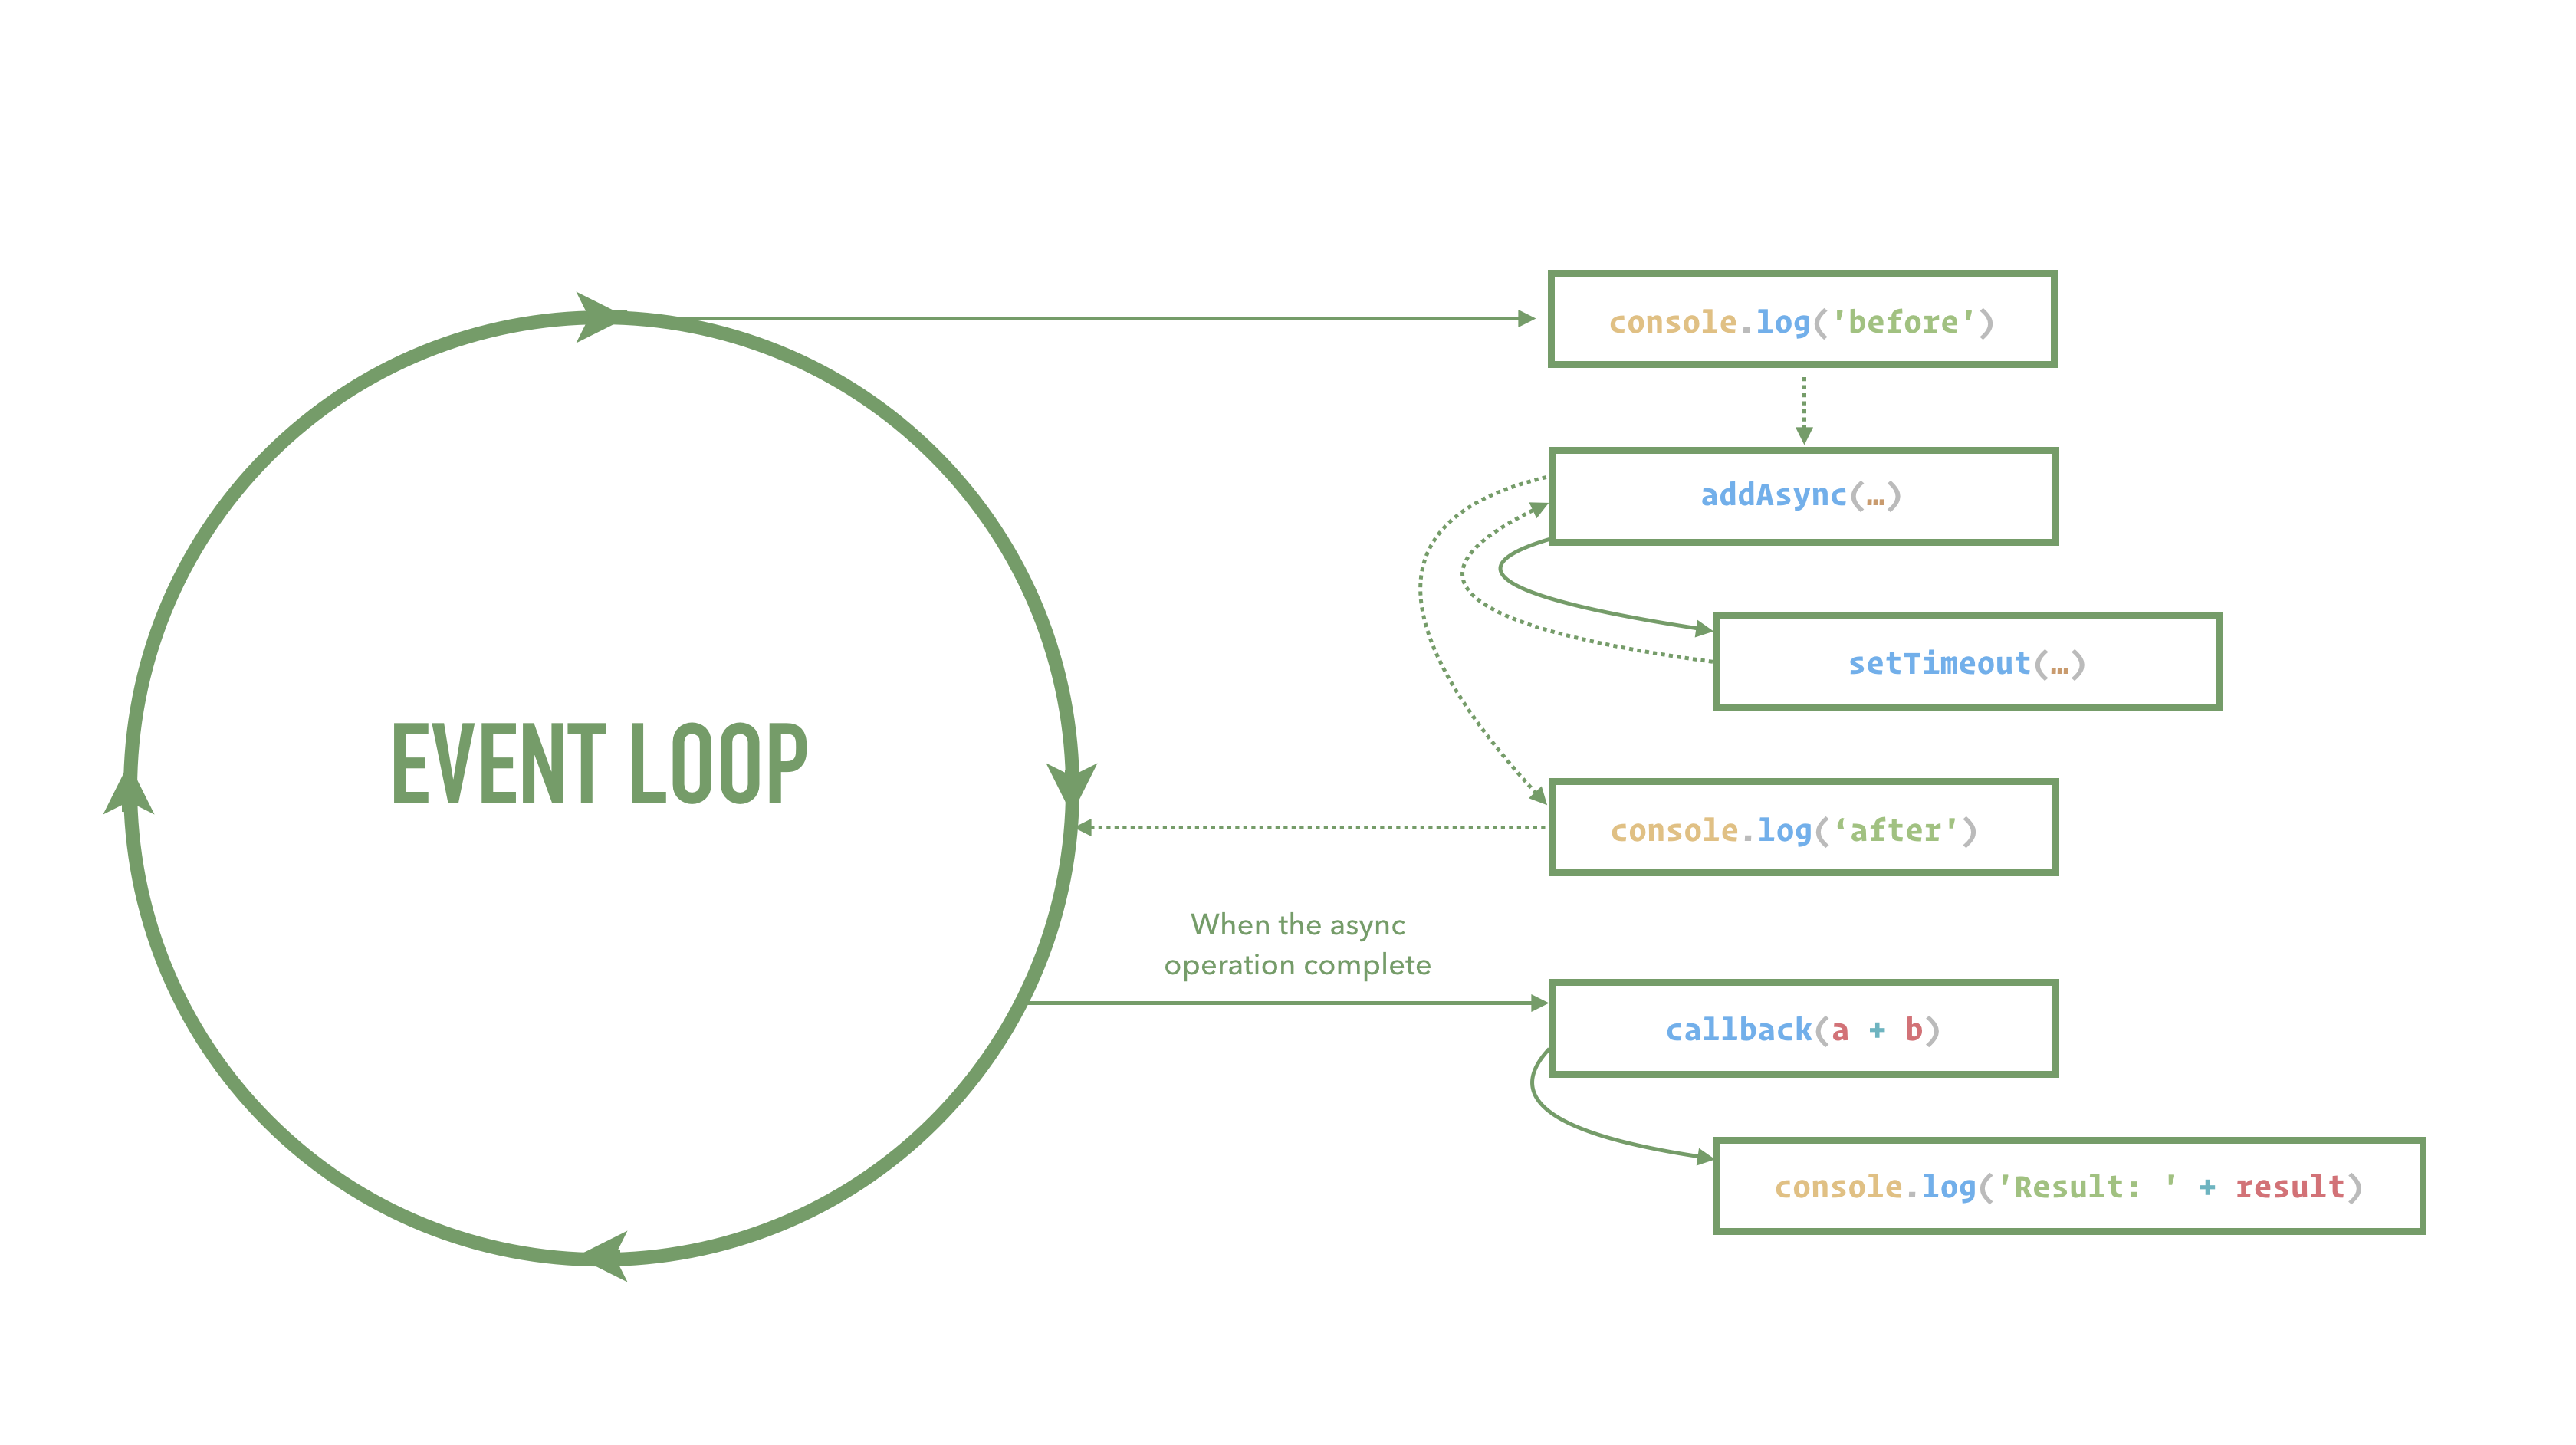 EVENT LOOP
console.log('before')
addAsync(…)
setTimeout(…)
console.log(‘after')
When the async
operation complete
callback(a + b)
console.log('Result: ' + result)